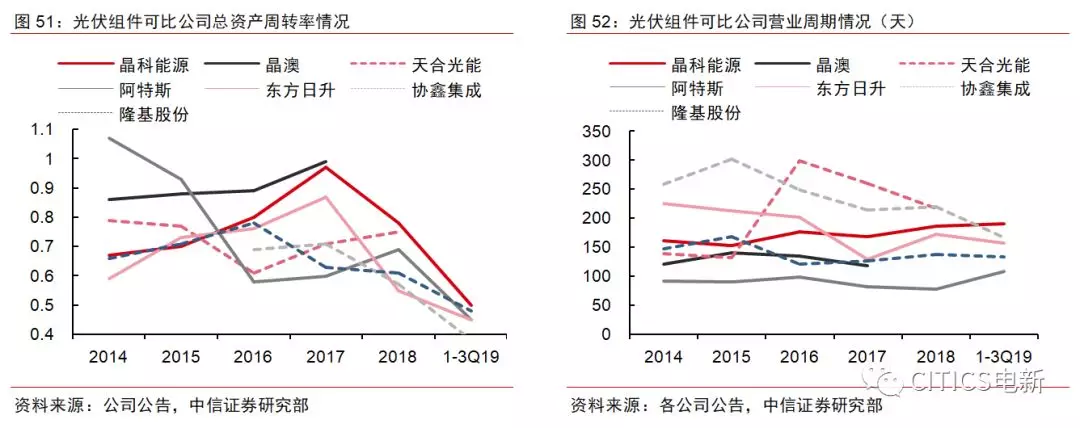 图 51：光伏组件可比公司总资产周转率情况
晶科能源 晶澳 天合光能
阿特斯 东方日升 协鑫集成
隆基股份
1.1
1
0.9
0.8
0.7
0.6
0.5
0.4
2014 2015 2016 2017 2018 1-3Q19
资料来源：公司公告，中信证券研究部
图 52：光伏组件可比公司营业周期情况（天）
晶科能源 晶澳 天合光能
阿特斯 东方日升 协鑫集成
隆基股份
350
300
250
200
150
100
50
0
2014 2015 2016 2017 2018 1-3Q19
CITICS电新
资料来源：各公司公告，中信证券研究部